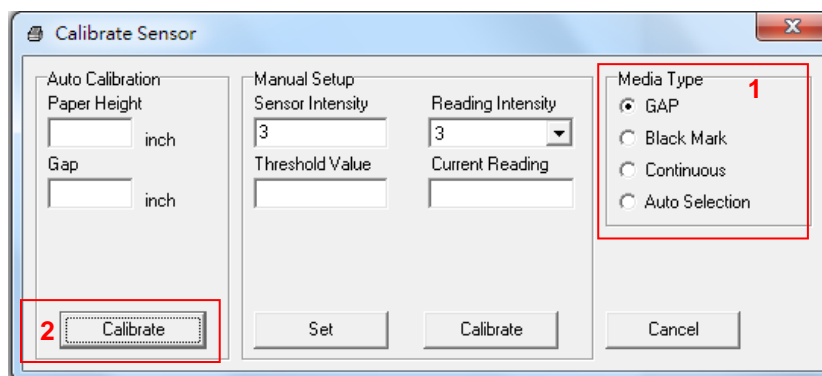 Calibrate Sensor
Auto Calibration
Paper Height
inch
Gap
inch
2
Calibrate
Manual Setup
Sensor Intensity
Reading Intensity
3
3
Threshold Value
Current Reading
Set
Calibrate
Media Type
1
GAP
Black Mark
Continuous
Auto Selection
Cancel